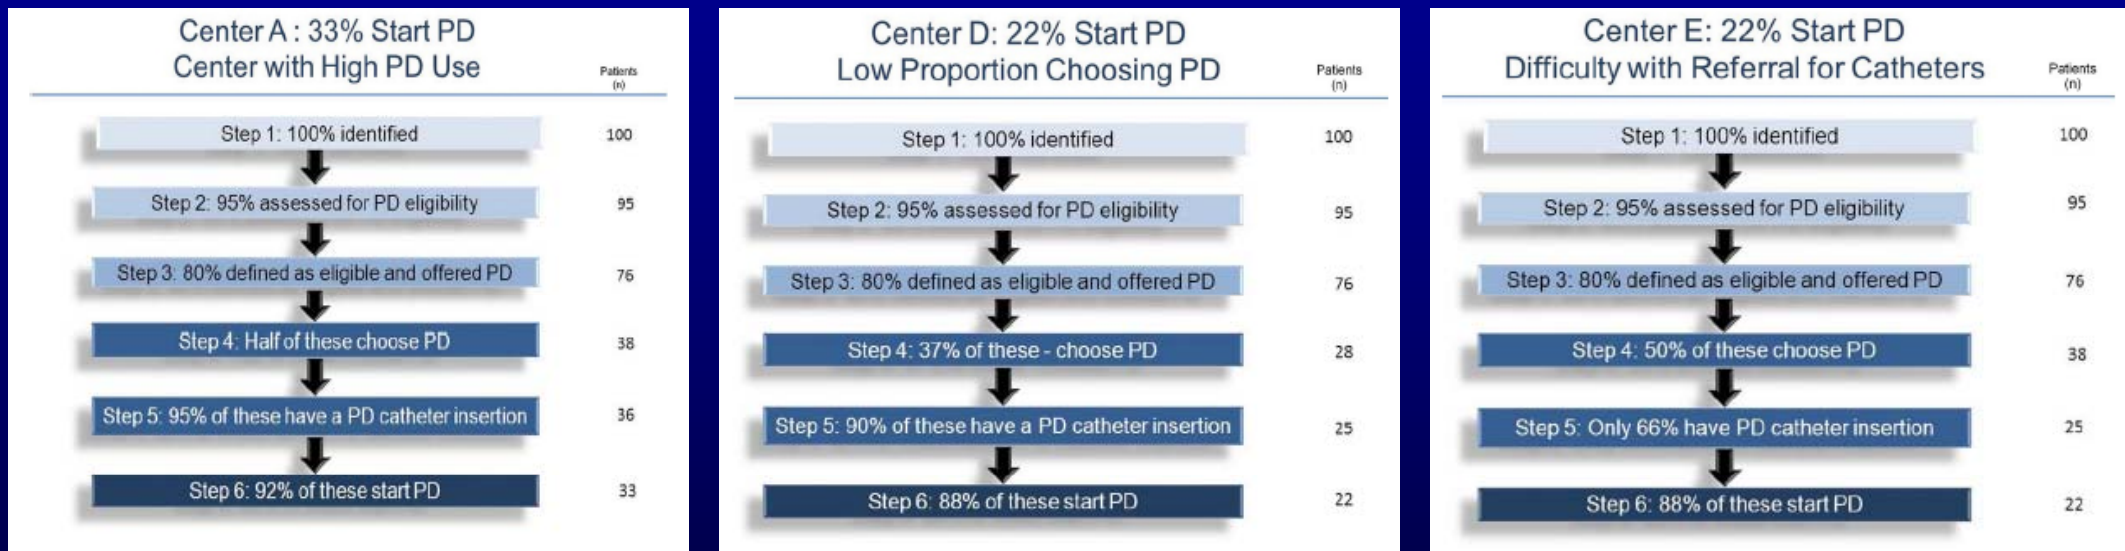 Center A : 33% Start PD
Center with High PD Use
Patients
(n)
Step 1: 100% identified
100
Step 2: 95% assessed for PD eligibility
95
Step 3: 80% defined as eligible and offered PD
76
Step 4: Half of these choose PD
38
Step 5: 95% of these have a PD catheter insertion
36
Step 6: 92% of these start PD
33
Center D: 22% Start PD
Low Proportion Choosing PD
Patients
(n)
Step 1: 100% identified
100
Step 2: 95% assessed for PD eligibility
95
Step 3: 80% defined as eligible and offered PD
76
Step 4: 37% of these - choose PD
28
Step 5: 90% of these have a PD catheter insertion
25
Step 6: 88% of these start PD
22
Center E: 22% Start PD
Difficulty with Referral for Catheters
Patients
(n)
Step 1: 100% identified
100
Step 2: 95% assessed for PD eligibility
95
Step 3: 80% defined as eligible and offered PD
76
Step 4: 50% of these choose PD
38
Step 5: Only 66% have PD catheter insertion
25
Step 6: 88% of these start PD
22